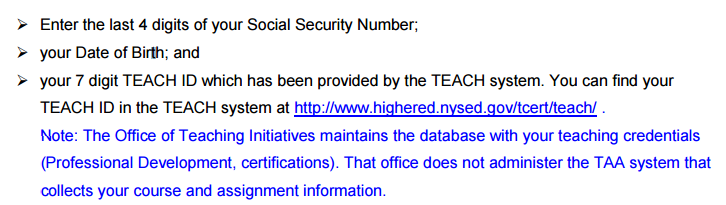 ➢ Enter the last 4 digits of your Social Security Number;
➢ your Date of Birth; and
➢ your 7 digit TEACH ID which has been provided by the TEACH system. You can find your
TEACH ID in the TEACH system at http://www.highered.nysed.gov/tcert/teach/ .
Note: The Office of Teaching Initiatives maintains the database with your teaching credentials
(Professional Development, certifications). That office does not administer the TAA system that
collects your course and assignment information.